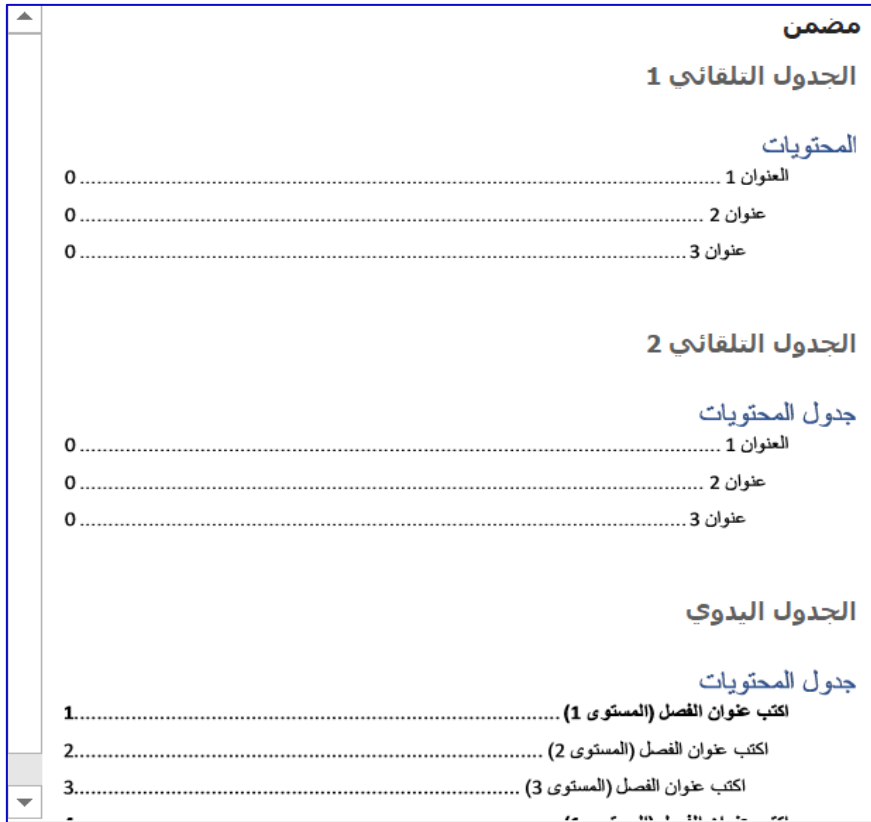 مضمن
الجدول التلقائي 1
المحتويات
العنوان 1 ........................................................ 0
عنوان 2 ........................................................ 0
عنوان 3 ........................................................ 0
الجدول التلقائي 2
جدول المحتويات
العنوان 1 ........................................................ 0
عنوان 2 ........................................................ 0
عنوان 3 ........................................................ 0
الجدول اليدوي
جدول المحتويات
اكتب عنوان الفصل (المستوى 1) ........................................................1
اكتب عنوان الفصل (المستوى 2) ........................................................2
اكتب عنوان الفصل (المستوى 3) ........................................................3